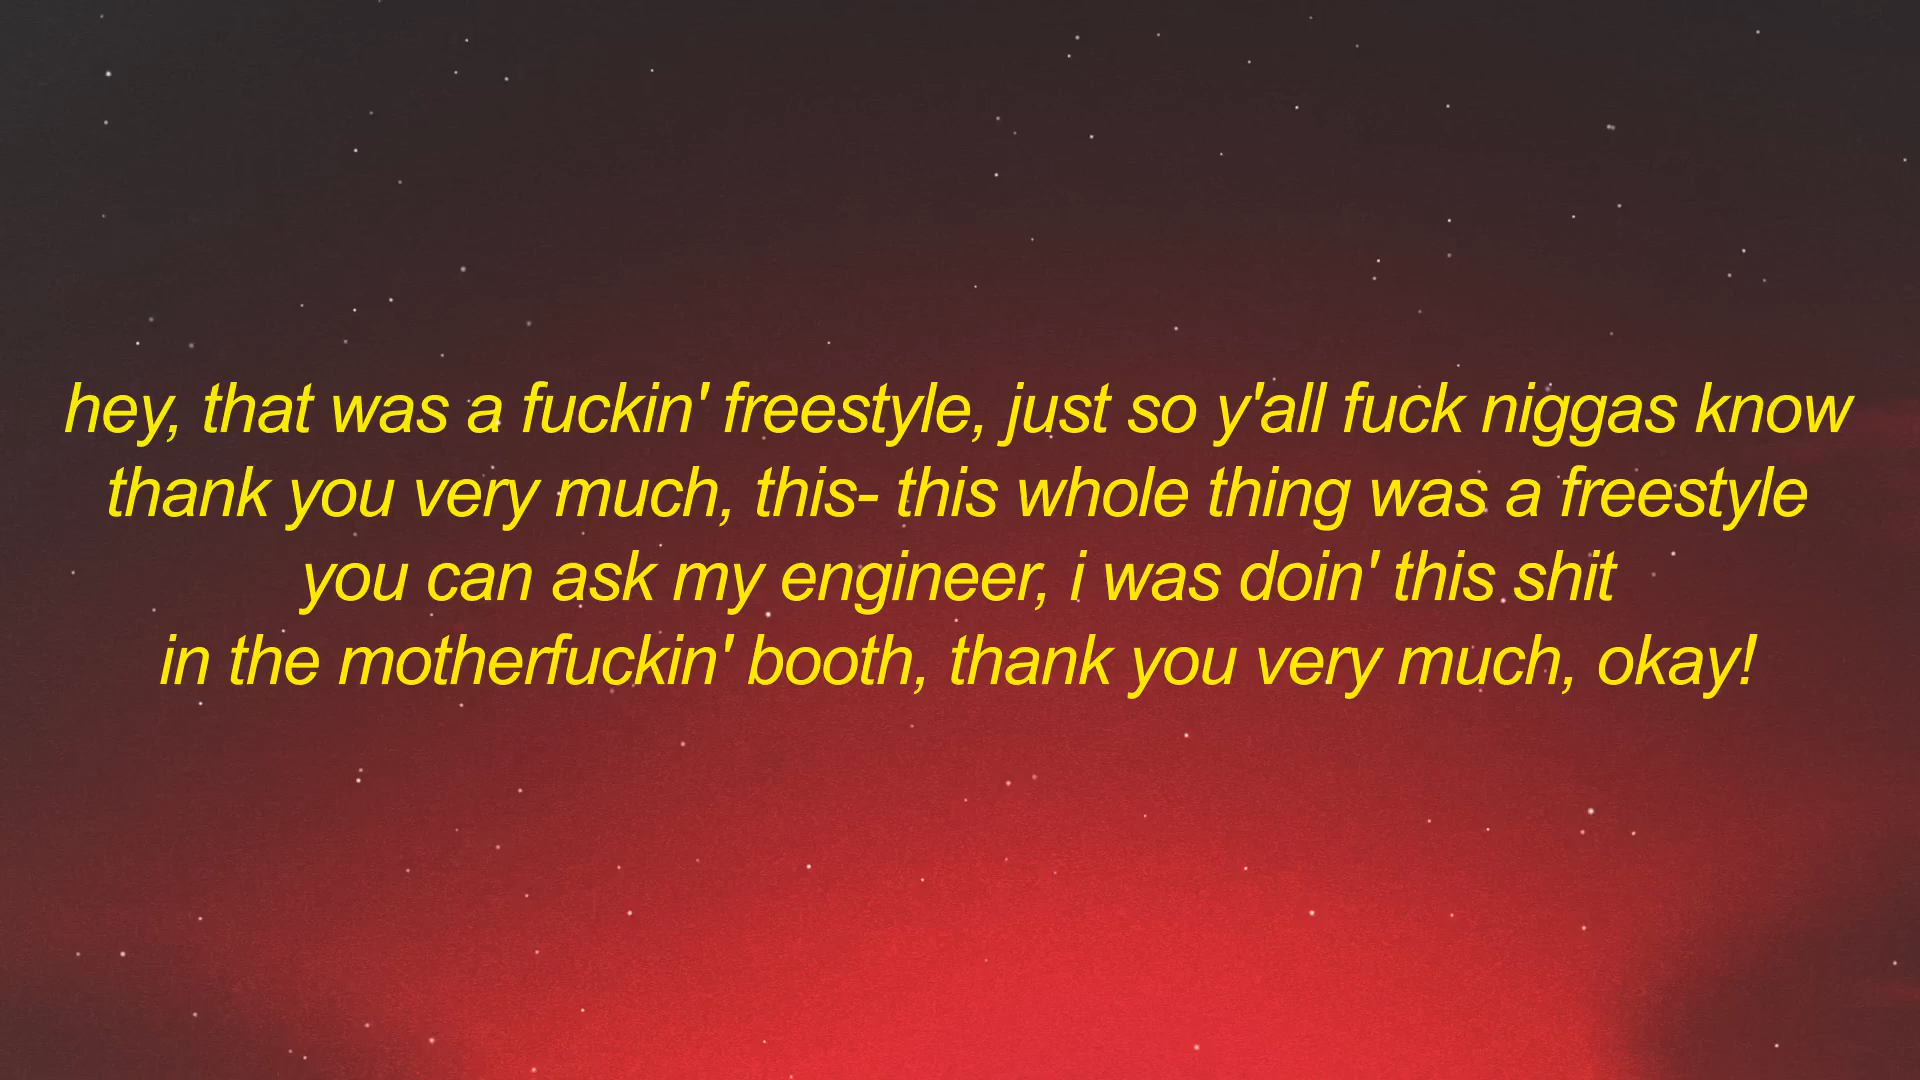 hey, that was a fuckin' freestyle, just so y'all fuck niggas know
thank you very much, this- this whole thing was a freestyle
you can ask my engineer, i was doin' this shit
in the motherfuckin' booth, thank you very much, okay!